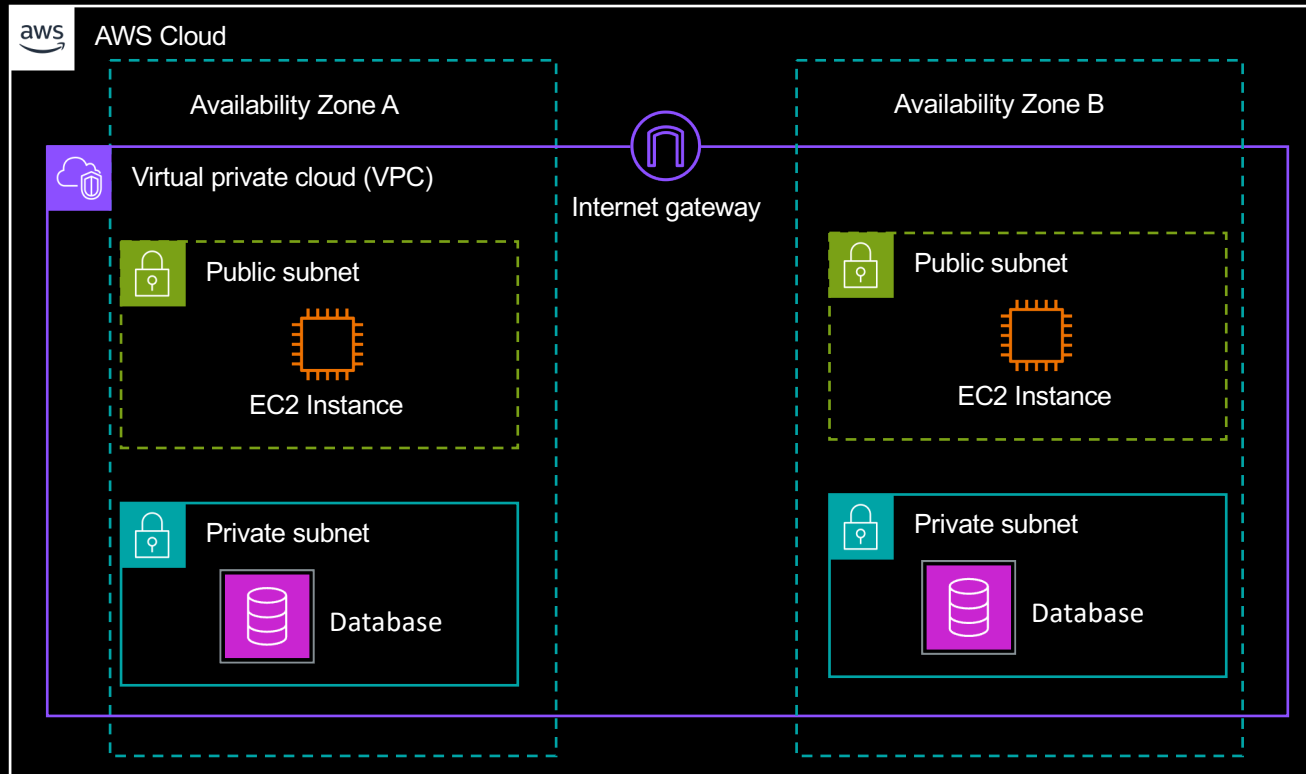 aws
AWS Cloud
Availability Zone A
Availability Zone B
Virtual private cloud (VPC)
Internet gateway
Public subnet
EC2 Instance
Public subnet
EC2 Instance
Private subnet
Database
Private subnet
Database